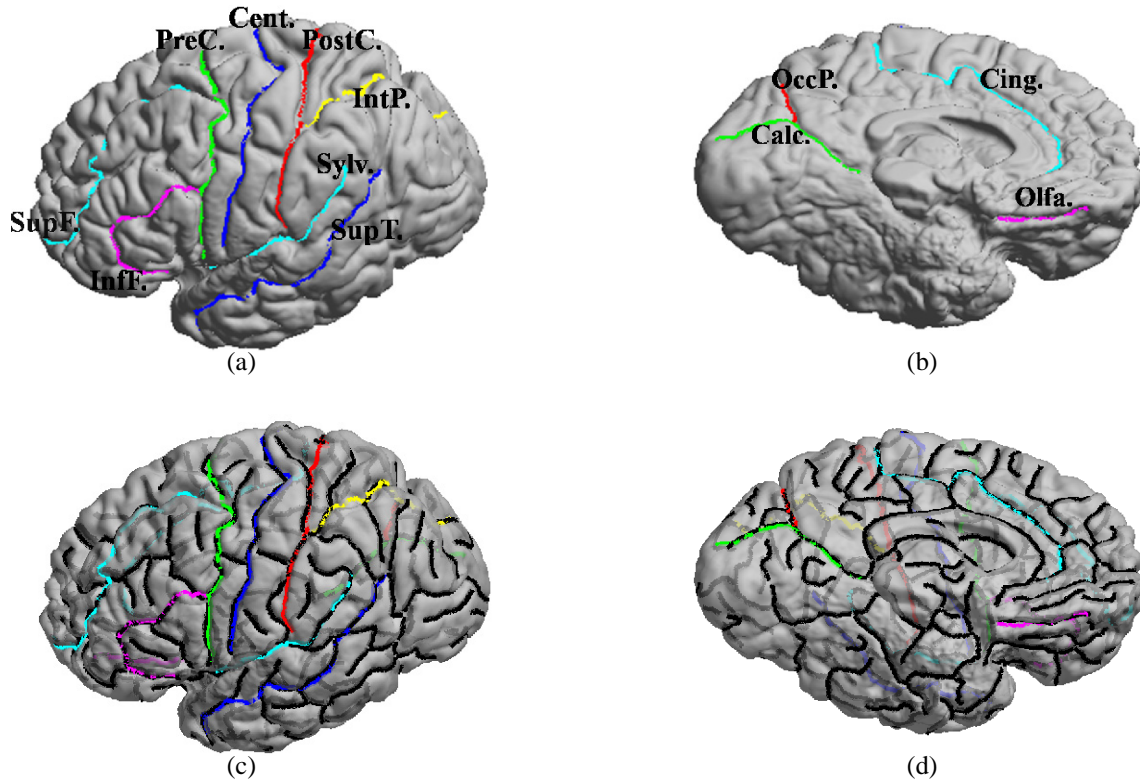 Cent.
PreC.
PostC.
IntP.
Sylv.
SupF.
SupT.
InfF.
(a)
OccP.
Cing.
Calc.
Olfa.
(b)
(c)
(d)